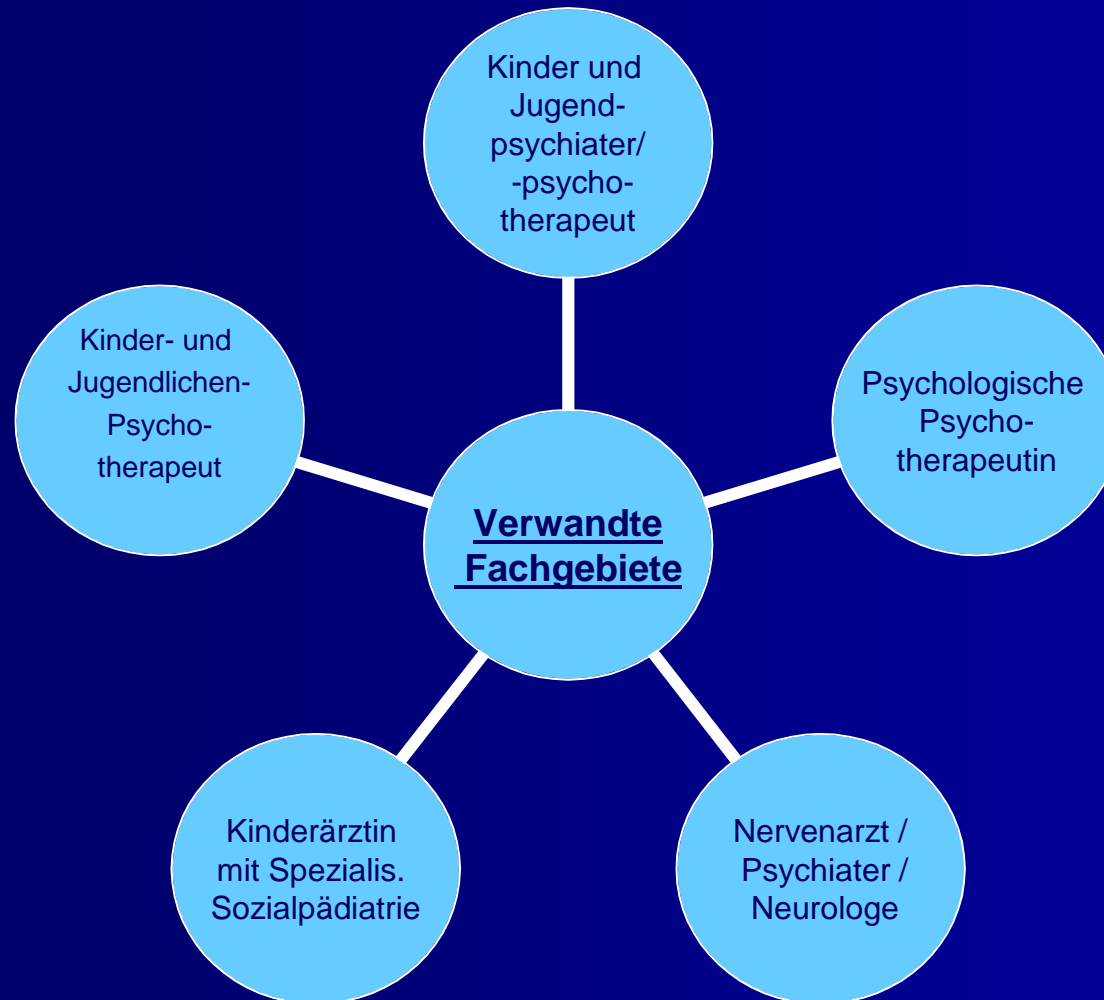 Kinder und
Jugend-
psychiater/
-psycho-
therapeut
Kinder- und
Jugendlichen-
Psycho-
therapeut
Psychologische
Psycho-
therapeutin
Verwandte
Fachgebiete
Kinderärztin
mit Spezialis.
Sozialpädiatrie
Nervenarzt /
Psychiater /
Neurologe